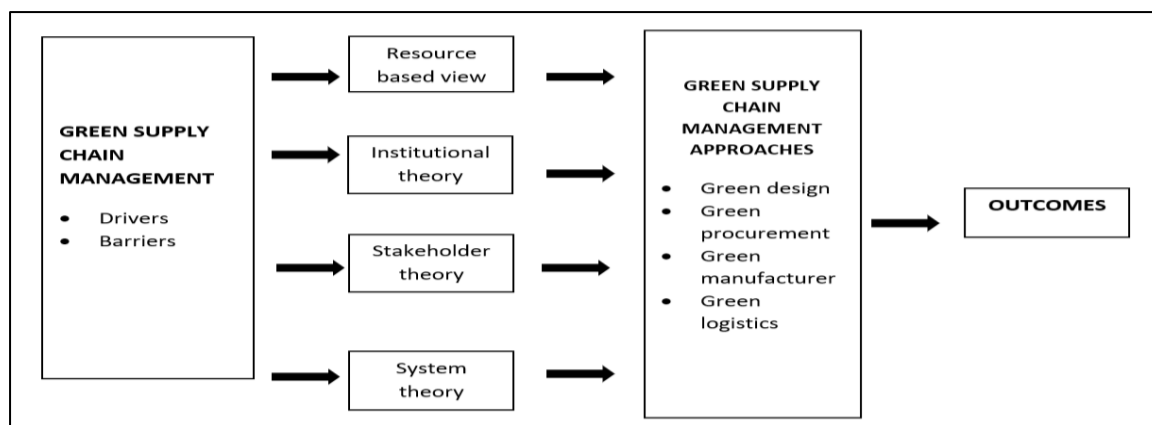 GREEN SUPPLY
CHAIN
MANAGEMENT
• Drivers
• Barriers
Resource
based view
Institutional
theory
Stakeholder
theory
System
theory
GREEN SUPPLY
CHAIN
MANAGEMENT
APPROACHES
• Green design
• Green
procurement
• Green
manufacturer
• Green
logistics
OUTCOMES